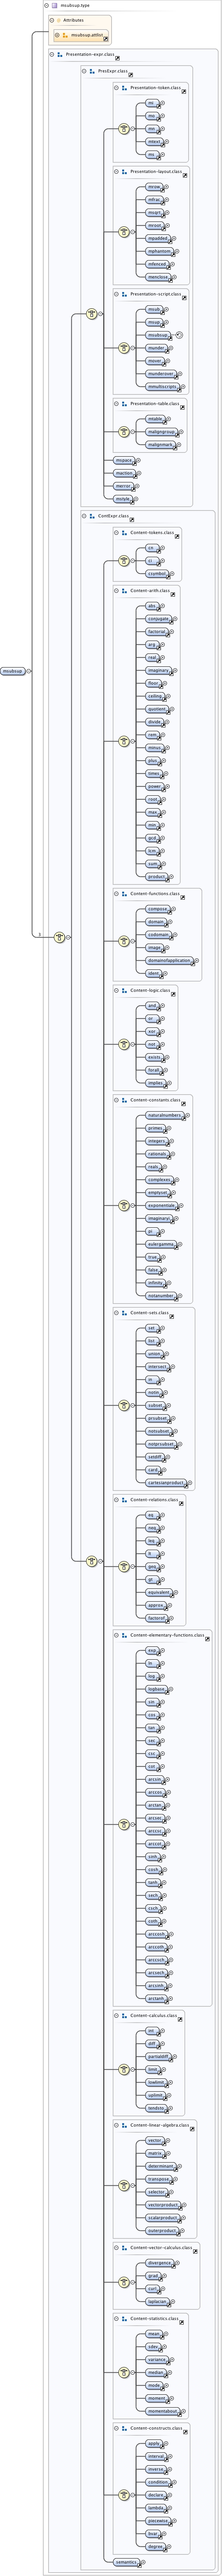 msubsup.type
Attributes
msubsup.attlist
Presentation-expr.class
PresExpr.class
Presentation-token.class
mi
mo
mn
mtext
ms
Presentation-layout.class
mrow
mfrac
msqrt
mroot
mpadded
mphantom
mfenced
menclose
Presentation-script.class
msub
msup
msubsup
munder
mover
munderover
mmultiscripts
Presentation-table.class
mtable
maligngroup
malignmark
mspace
maction
merror
mstyle
ContExpr.class
Content-tokens.class
cn
ci
csymbol
Content-arith.class
abs
conjugate
factorial
arg
real
imaginary
floor
ceiling
quotient
divide
rem
minus
plus
times
power
root
max
min
gcd
lcm
sum
product
msubsup
Content-functions.class
compose
domain
codomain
image
domainofapplication
ident
1
Content-logic.class
and
or
xor
not
exists
forall
implies
Content-constants.class
naturalnumbers
primes
integers
rationals
reals
complexes
emptyset
exponentiale
imaginaryi
pi
eulergamma
true
false
infinity
notanumber
Content-sets.class
set
list
union
intersect
in
notin
subset
prsubset
notsubset
notprsubset
setdiff
card
cartesianproduct
Content-relations.class
eq
neq
leq
lt
geq
gt
equivalent
approx
factorof
Content-elementary-functions.class
exp
ln
log
logbase
sin
cos
tan
sec
csc
cot
arcsin
arccos
arctan
arcsec
arccsc
arccot
sinh
cosh
tanh
sech
csch
coth
arccosh
arccoth
arccsch
arcsech
arcsinh
arctanh
Content-calculus.class
int
diff
partialdiff
limit
lowlimit
uplimit
tendsto
Content-linear-algebra.class
vector
matrix
determinant
transpose
selector
vectorproduct
scalarproduct
outerproduct
Content-vector-calculus.class
divergence
grad
curl
laplacian
Content-statistics.class
mean
sdev
variance
median
mode
moment
momentabout
Content-constructs.class
apply
interval
inverse
condition
declare
lambda
piecewise
bvar
degree
semantics